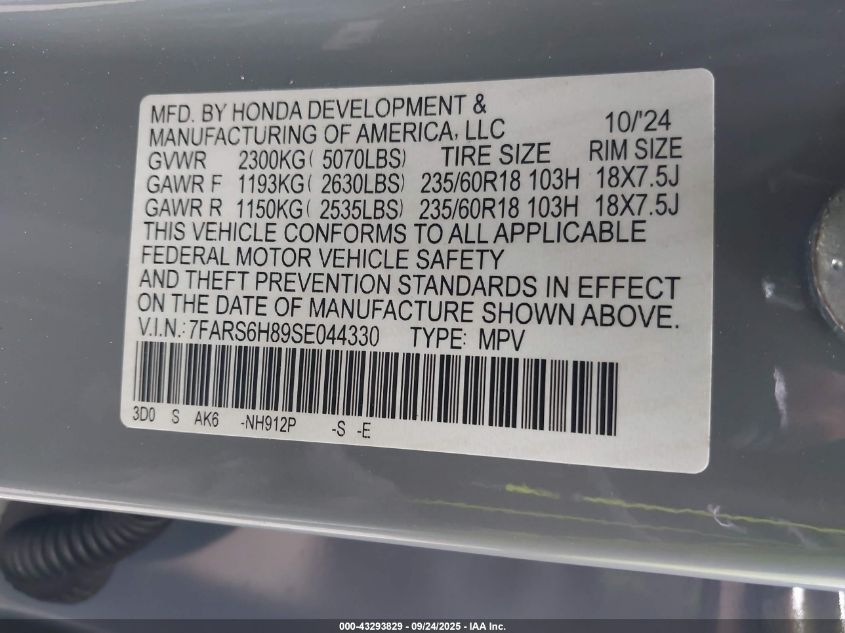 MFD. BY HONDA DEVELOPMENT &
MANUFACTURING OF AMERICA, LLC 10/'24
GVWR 2300KG( 5070LBS) TIRE SIZE RIM SIZE
GAWR F 1193KG( 2630LBS) 235/60R18 103H 18X7.5J
GAWR R 1150KG( 2535LBS) 235/60R18 103H 18X7.5J
THIS VEHICLE CONFORMS TO ALL APPLICABLE
FEDERAL MOTOR VEHICLE SAFETY
AND THEFT PREVENTION STANDARDS IN EFFECT
ON THE DATE OF MANUFACTURE SHOWN ABOVE.
V.I.N.:7FARS6H89SE044330 TYPE: MPV
3D0 S AK6 -NH912P -S -E
000-43293829 - 09/24/2025 - IAA Inc.